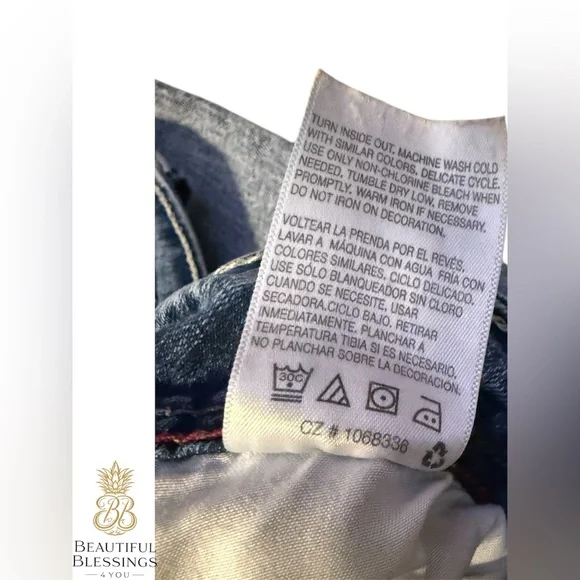 TURN INSIDE OUT. MACHINE WASH COLD
WITH SIMILAR COLORS, DELICATE CYCLE.
USE ONLY NON-CHLORINE BLEACH WHEN
NEEDED, TUMBLE DRY LOW. REMOVE
PROMPTLY. WARM IRON IF NECESSARY.
DO NOT IRON ON DECORATION.
VOLTEAR LA PRENDA POR EL REVÉS,
LAVAR A MÁQUINA CON AGUA FRÍA CON
COLORES SIMILARES, CICLO DELICADO.
USE SÓLO BLANQUEADOR SIN CLORO
CUANDO SE NECESITE, USAR
SECADORA,CICLO BAJO. RETIRAR
INMEDIATAMENTE. PLANCHAR A
TEMPERATURA TIBIA SI ES NECESARIO.
NO PLANCHAR SOBRE LA DECORACIÓN.
30C
CZ # 1068336
BB
BEAUTIFUL
BLESSINGS
4YOU